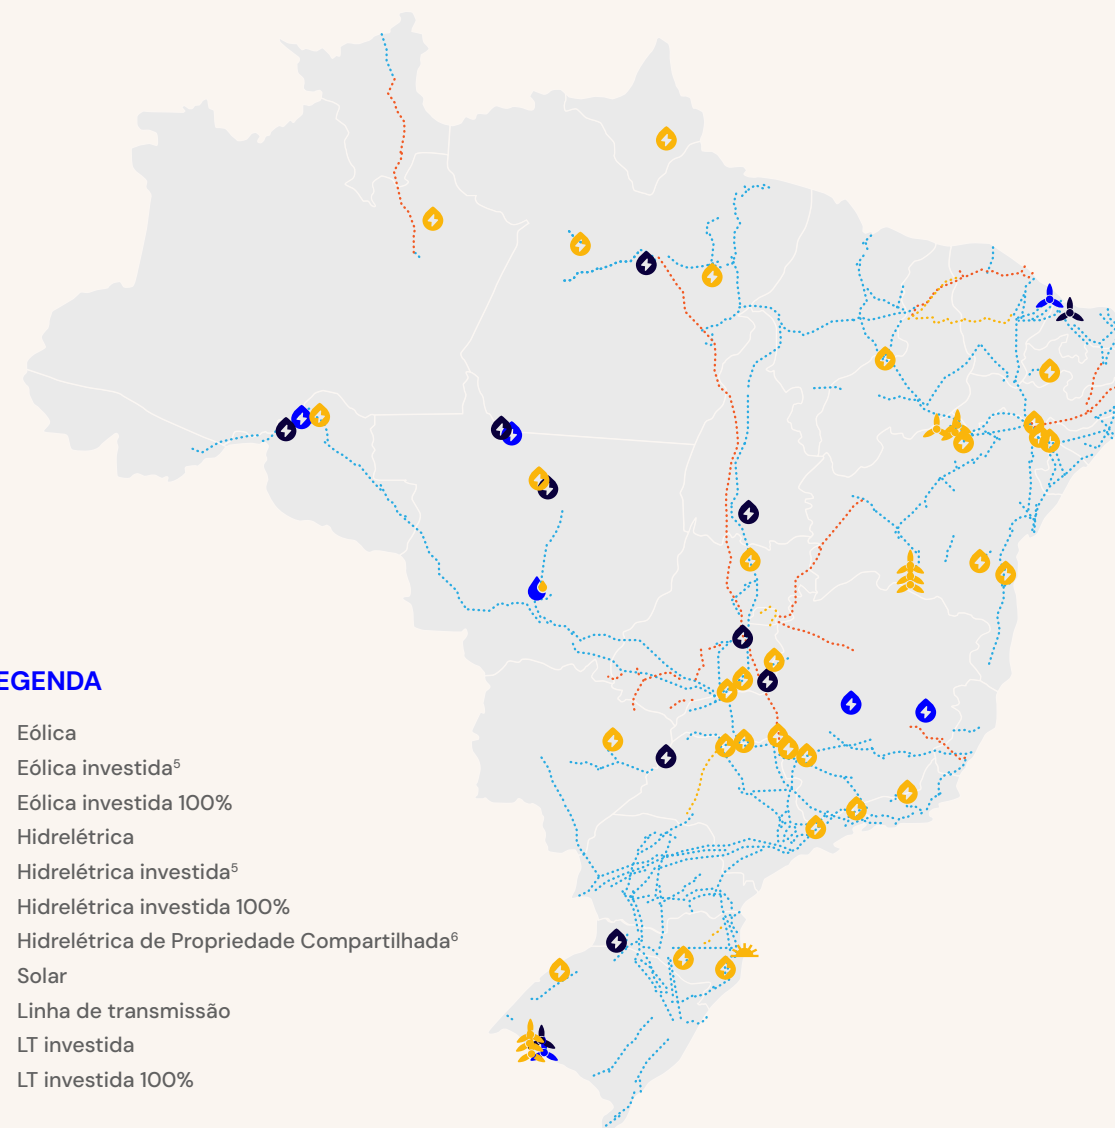 EGENDA
Eólica
Eólica investida⁵
Eólica investida 100%
Hidrelétrica
Hidrelétrica investida⁵
Hidrelétrica investida 100%
Hidrelétrica de Propriedade Compartilhada⁶
Solar
Linha de transmissão
LT investida
LT investida 100%